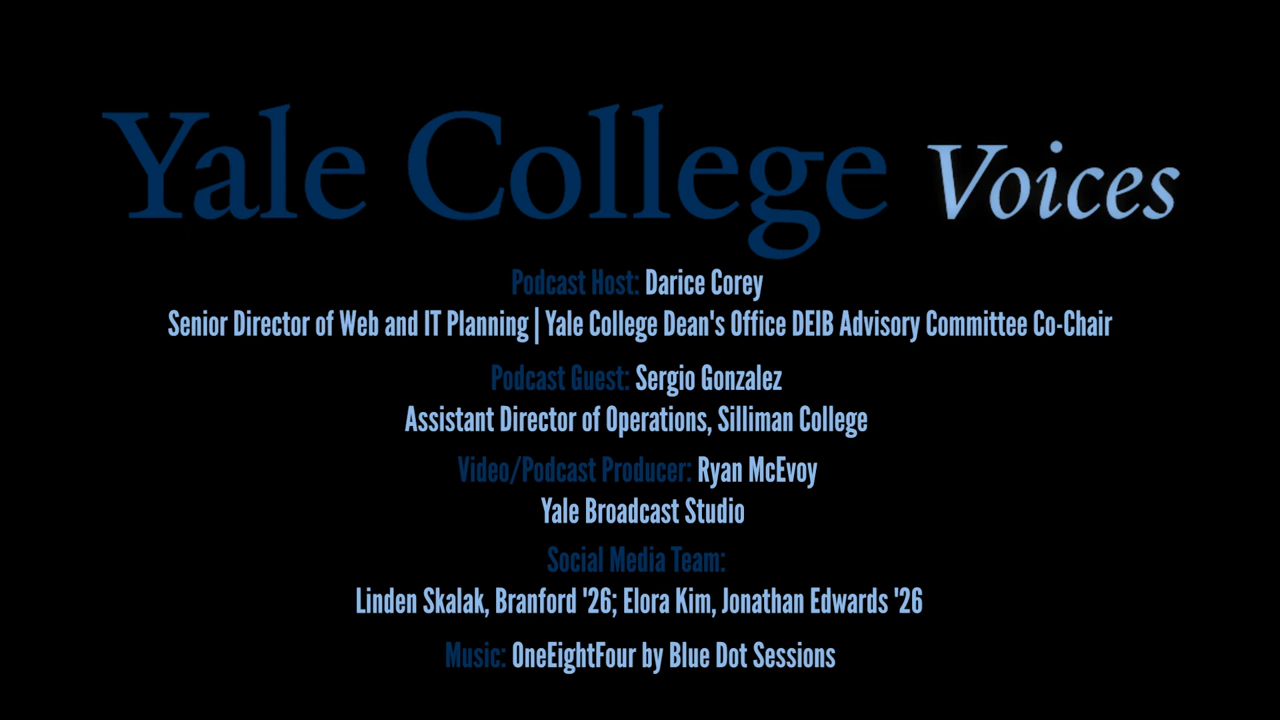 Yale College Voices
Podcast Host: Darice Corey
Senior Director of Web and IT Planning | Yale College Dean's Office DEIB Advisory Committee Co-Chair
Podcast Guest: Sergio Gonzalez
Assistant Director of Operations, Silliman College
Video/Podcast Producer: Ryan McEvoy
Yale Broadcast Studio
Social Media Team:
Linden Skalak, Branford '26; Elora Kim, Jonathan Edwards '26
Music: OneEightFour by Blue Dot Sessions